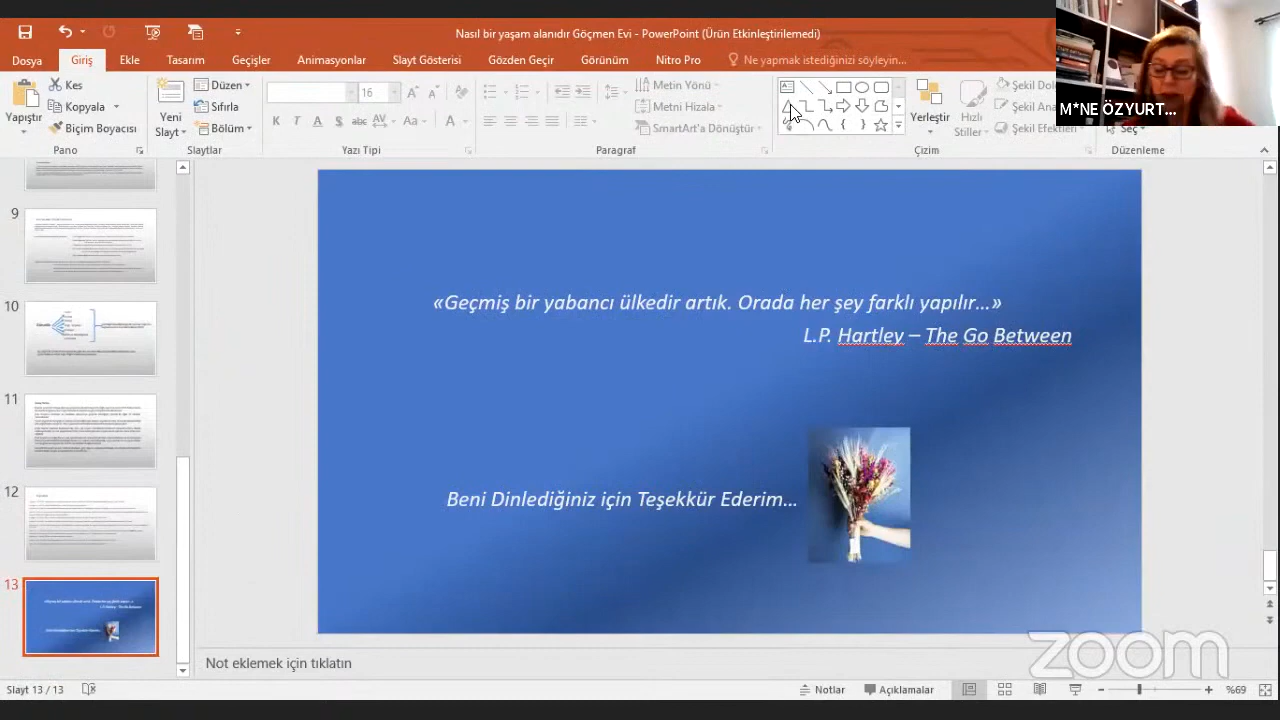 Nasıl bir yaşam alanıdır Göçmen Evi - PowerPoint (Ürün Etkinleştirilemedi)
Dosya Giriş Ekle Tasarım Geçişler Animasyonlar Slayt Gösterisi Gözden Geçir Görünüm Nitro Pro Ne yapmak istediğinizi söyleyin...
M*NE ÖZYURT...
Yapıştır
Kes
Kopyala
Biçim Boyacısı
Pano
Yeni Slayt
Düzen
Sıfırla
Bölüm
Slaytlar
16
K T A S abc AV Aa A
Yazı Tipi
Metin Yönü
Metni Hizala
SmartArt'a Dönüştür
Paragraf
Yerleştir
Hızlı Stiller
Şekil
Şekil Efektleri
Çizim
Seç
Düzenleme
9
10
11
12
13
«Geçmiş bir yabancı ülkedir artık. Orada her şey farklı yapılır...»
L.P. Hartley – The Go Between
Beni Dinlediğiniz için Teşekkür Ederim...
zoom
Not eklemek için tıklatın
Slayt 13 / 13
Notlar
Açıklamalar
%69